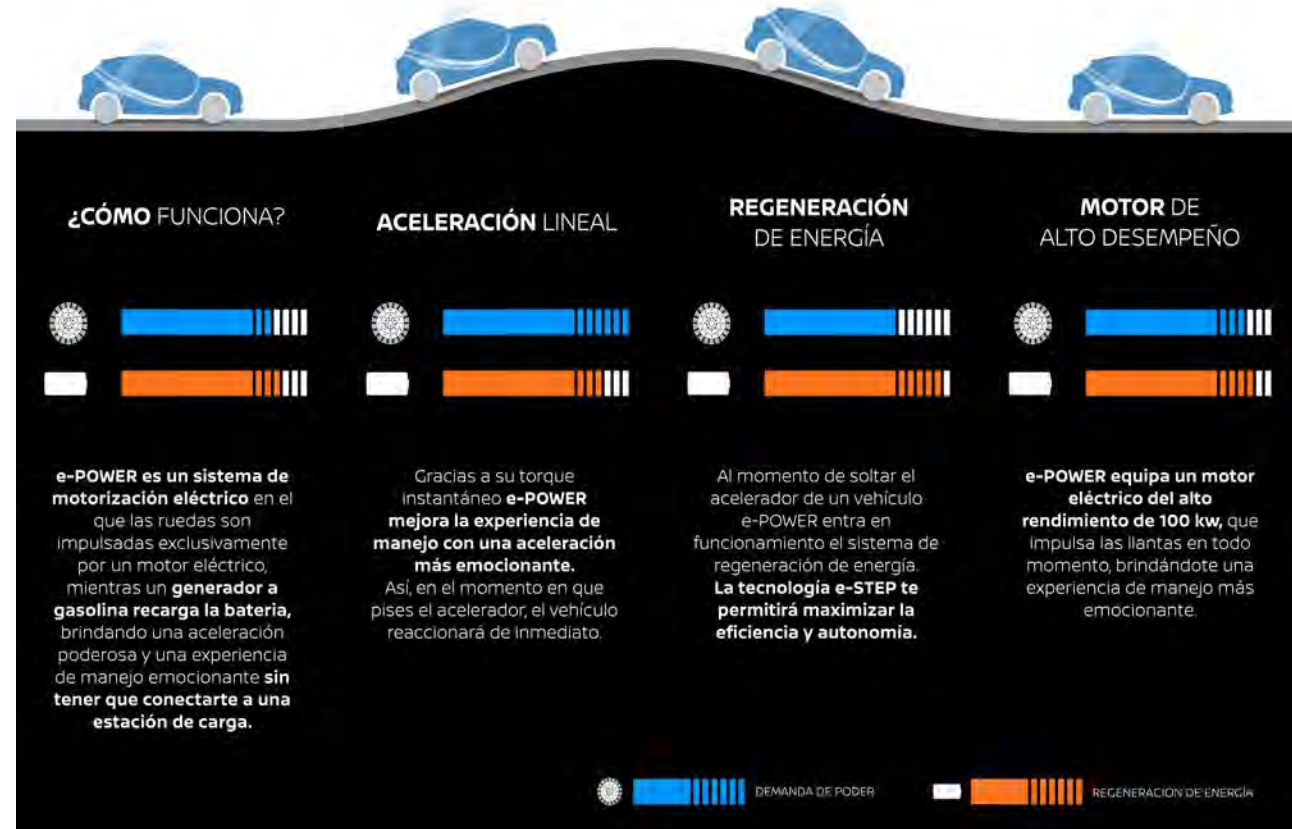 ¿CÓMO FUNCIONA?
e-POWER es un sistema de
motorización eléctrico en el
que las ruedas son
impulsadas exclusivamente
por un motor eléctrico,
mientras un generador a
gasolina recarga la bateria,
brindando una aceleración
poderosa y una experiencia
de manejo emocionante sin
tener que conectarte a una
estación de carga.
ACELERACIÓN LINEAL
Gracias a su torque
instantáneo e-POWER
mejora la experiencia de
manejo con una aceleración
más emocionante.
Así, en el momento en que
pises el acelerador, el vehículo
reaccionará de inmediato.
REGENERACIÓN
DE ENERGÍA
Al momento de soltar el
acelerador de un vehículo
e-POWER entra en
funcionamiento el sistema de
regeneración de energía.
La tecnología e-STEP te
permitirá maximizar la
eficiencia y autonomía.
MOTOR DE
ALTO DESEMPEÑO
e-POWER equipa un motor
eléctrico del alto
rendimiento de 100 kw, que
impulsa las llantas en todo
momento, brindándote una
experiencia de manejo más
emocionante.
DEMANDA DE PODER
REGENERACION DE ENERGÍA